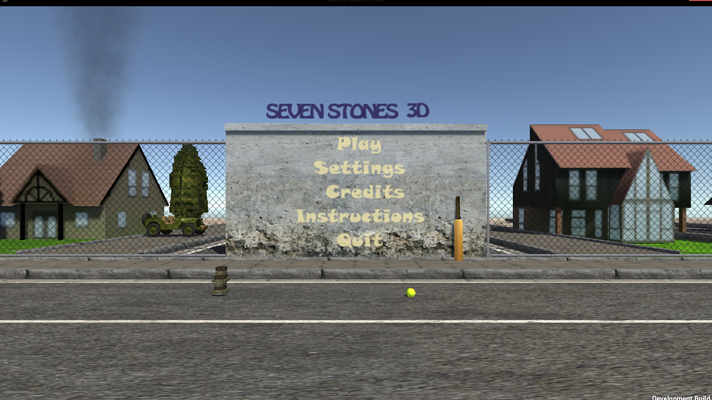 SEVEN STONES 3D
Play
Settings
Credits
Instructions
Quit
Development Build